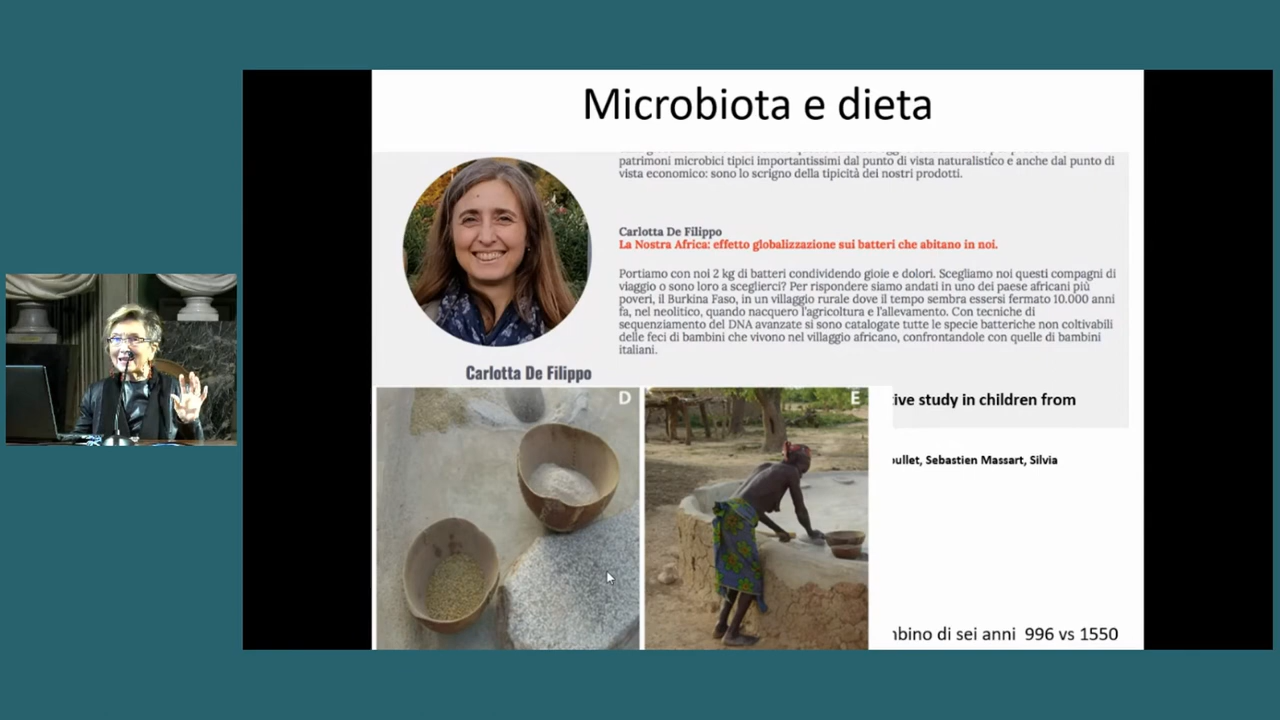 Microbiota e dieta
patrimoni microbici tipici importantissimi dal punto di vista naturalistico e anche dal punto di
vista economico: sono lo scrigno della tipicità dei nostri prodotti.
Carlotta De Filippo
La Nostra Africa: effetto globalizzazione sui batteri che abitano in noi.
Portiamo con noi 2 kg di batteri condividendo gioie e dolori. Scegliamo noi questi compagni di
viaggio o sono loro a sceglierci? Per rispondere siamo andati in uno dei paese africani più
poveri, il Burkina Faso, in un villaggio rurale dove il tempo sembra essersi fermato 10.000 anni
fa, nel neolitico, quando nacquero l'agricoltura e l'allevamento. Con tecniche di
sequenziamento del DNA avanzate si sono catalogate tutte le specie batteriche non coltivabili
delle feci di bambini che vivono nel villaggio africano, confrontandole con quelle di bambini
italiani.
Carlotta De Filippo
D
E
tive study in children from
oullet, Sebastien Massart, Silvia
mbino di sei anni 996 vs 1550